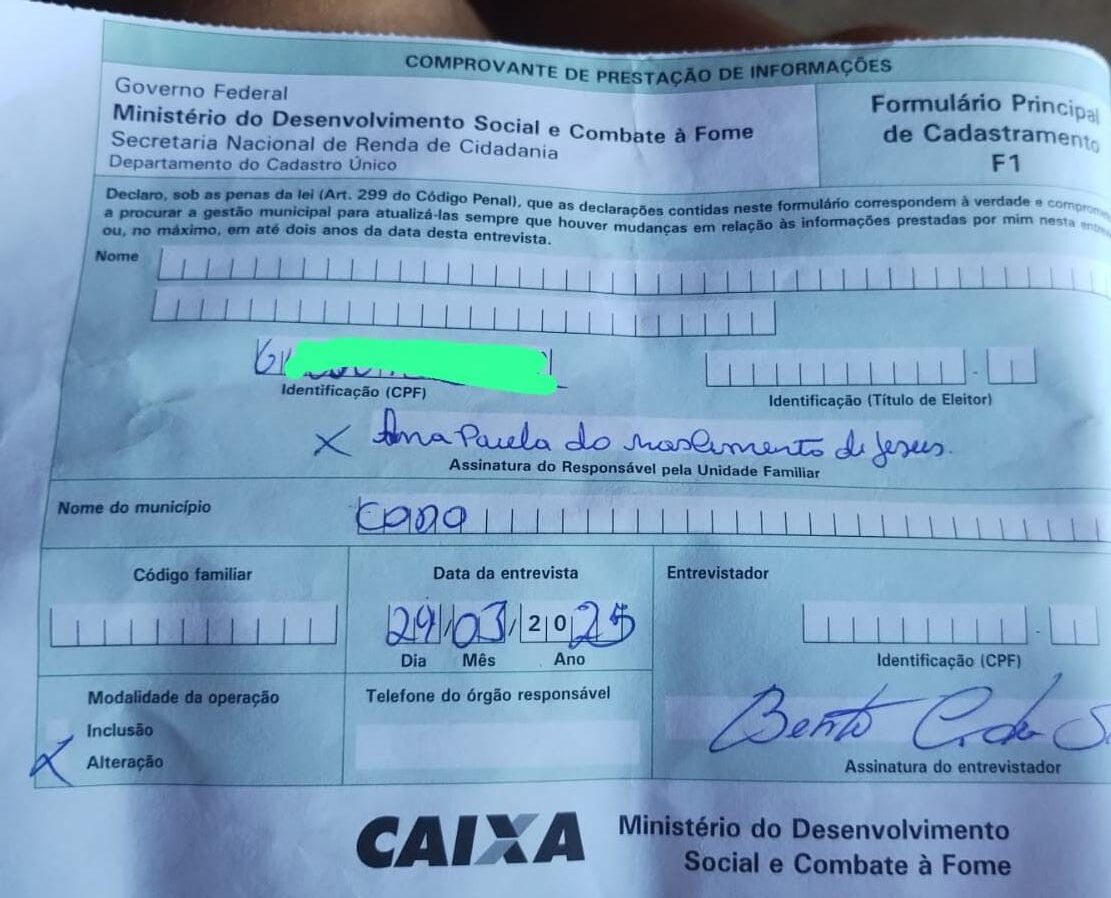 COMPROVANTE DE PRESTAÇÃO DE INFORMAÇÕES
Governo Federal
Ministério do Desenvolvimento Social e Combate à Fome
Secretaria Nacional de Renda de Cidadania
Departamento do Cadastro Único
Formulário Principal
de Cadastramento
F1
Declaro, sob as penas da lei (Art. 299 do Código Penal), que as declarações contidas neste formulário correspondem à verdade e
a procurar a gestão municipal para atualizá-las sempre que houver mudanças em relação às informações prestadas por mim nesta
ou, no máximo, em até dois anos da data desta entrevista.
Nome
Identificação (CPF)
Identificação (Título de Eleitor)
X Ana Paula do nascimento de Jesus.
Assinatura do Responsável pela Unidade Familiar
Nome do município
Código familiar
Data da entrevista
Entrevistador
29/03/2025
Dia Mês Ano
Identificação (CPF)
Modalidade da operação
Telefone do órgão responsável
Inclusão
X Alteração
Bento
Assinatura do entrevistador
CAIXA
Ministério do Desenvolvimento
Social e Combate à Fome